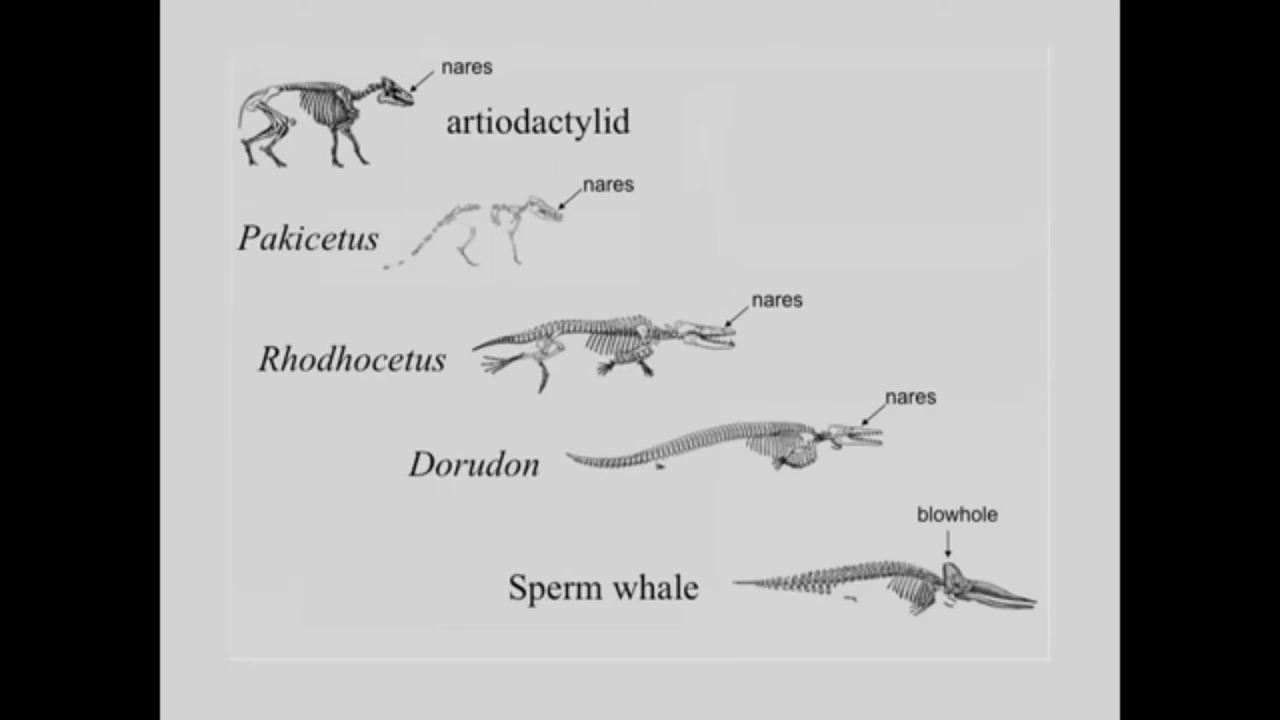 nares
artiodactylid
nares
Pakicetus
nares
Rhodhocetus
nares
Dorudon
blowhole
Sperm whale